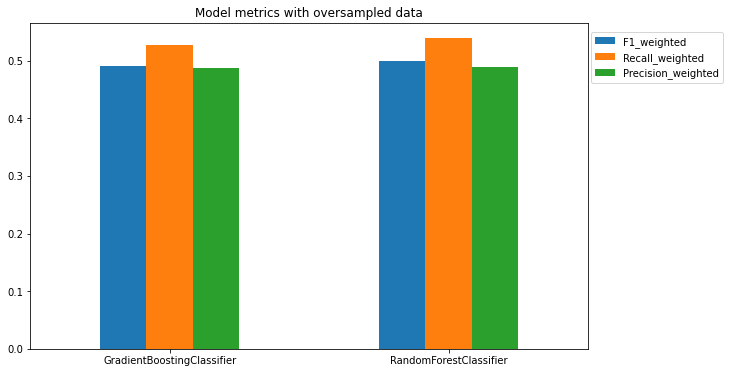 Model metrics with oversampled data
F1_weighted
Recall_weighted
Precision_weighted
0.5
0.4
0.3
0.2
0.1
0.0
GradientBoostingClassifier
RandomForestClassifier